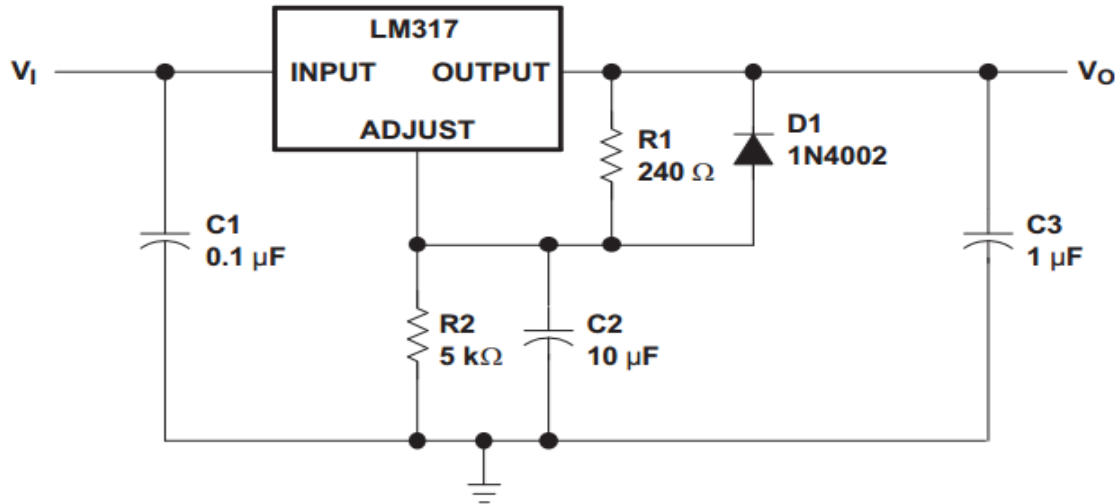 LM317
V_I
INPUT
OUTPUT
V_O
ADJUST
R1
240 Ω
D1
1N4002
C1
0.1 µF
C3
1 µF
R2
5 kΩ
C2
10 µF